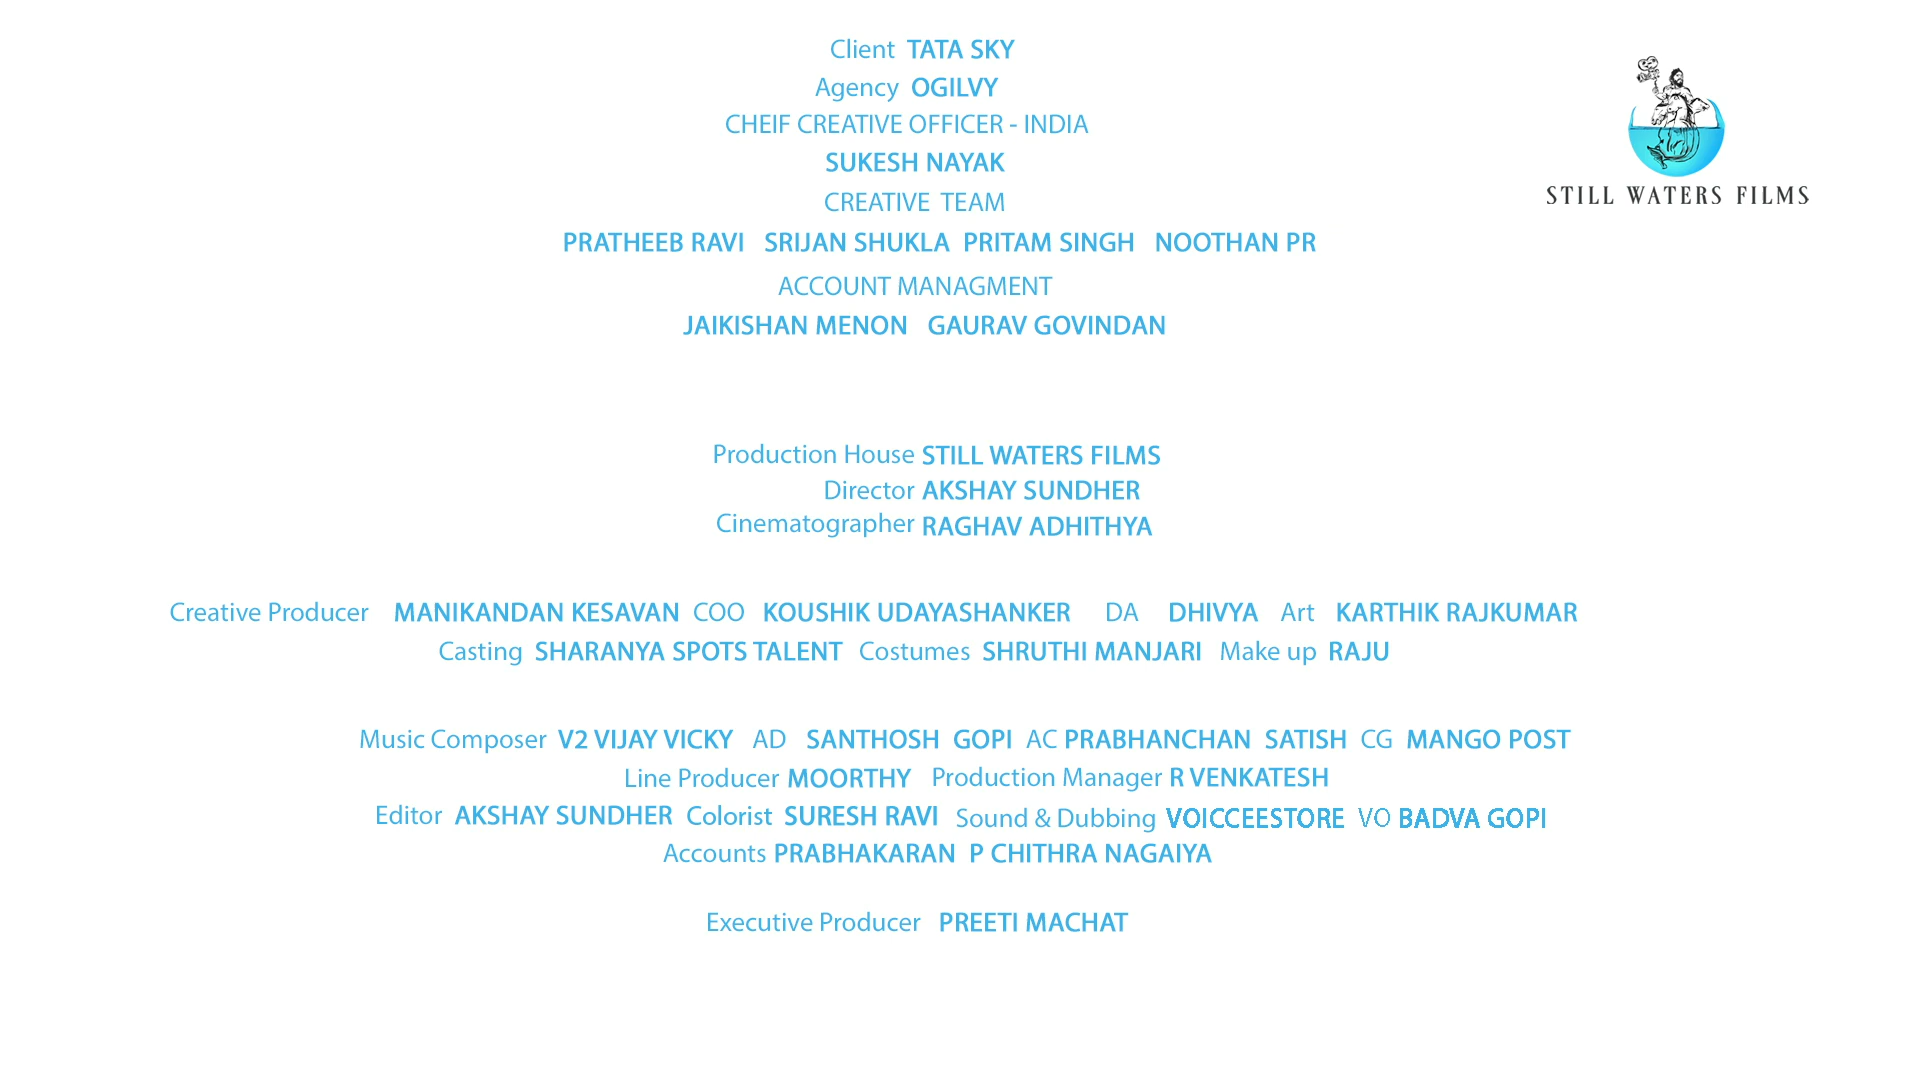 Client TATA SKY
Agency OGILVY
CHEIF CREATIVE OFFICER - INDIA
SUKESH NAYAK
CREATIVE TEAM
PRATHEEB RAVI SRIJAN SHUKLA PRITAM SINGH NOOTHAN PR
ACCOUNT MANAGMENT
JAIKISHAN MENON GAURAV GOVINDAN
STILL WATERS FILMS
Production House STILL WATERS FILMS
Director AKSHAY SUNDHER
Cinematographer RAGHAV ADHITHYA
Creative Producer MANIKANDAN KESAVAN COO KOUSHIK UDAYASHANKER DA DHIVYA Art KARTHIK RAJKUMAR
Casting SHARANYA SPOTS TALENT Costumes SHRUTHI MANJARI Make up RAJU
Music Composer V2 VIJAY VICKY AD SANTHOSH GOPI AC PRABHANCHAN SATISH CG MANGO POST
Line Producer MOORTHY Production Manager R VENKATESH
Editor AKSHAY SUNDHER Colorist SURESH RAVI Sound & Dubbing VOICCEESTORE VO BADVA GOPI
Accounts PRABHAKARAN P CHITHRA NAGAIYA
Executive Producer PREETI MACHAT